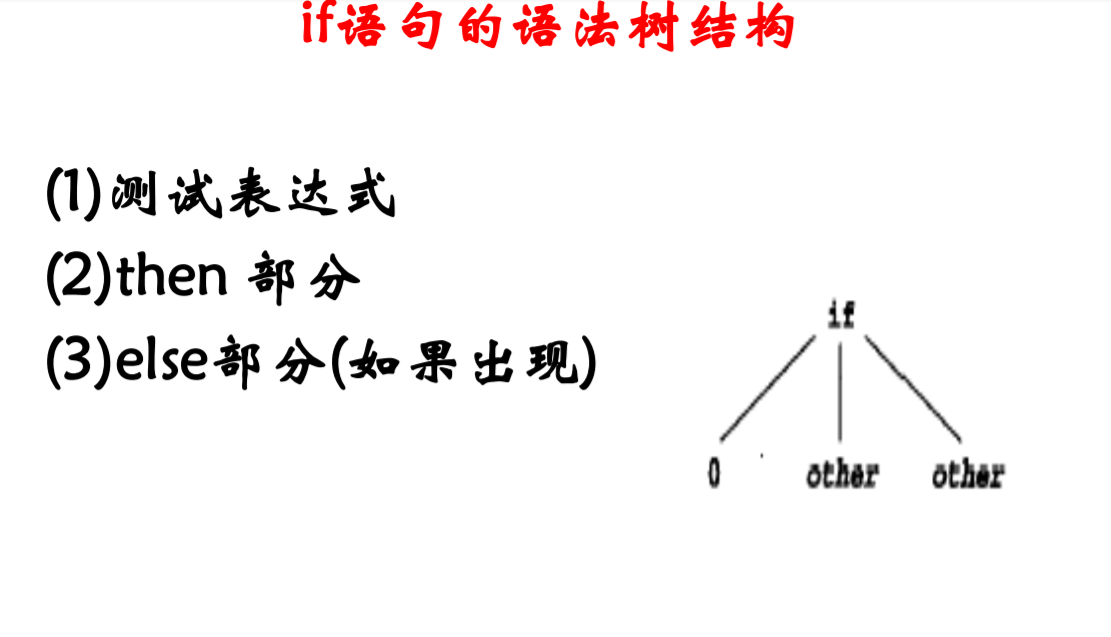 if语句的语法树结构
(1)测试表达式
(2)then 部分
(3)else部分(如果出现)
if
0 other other